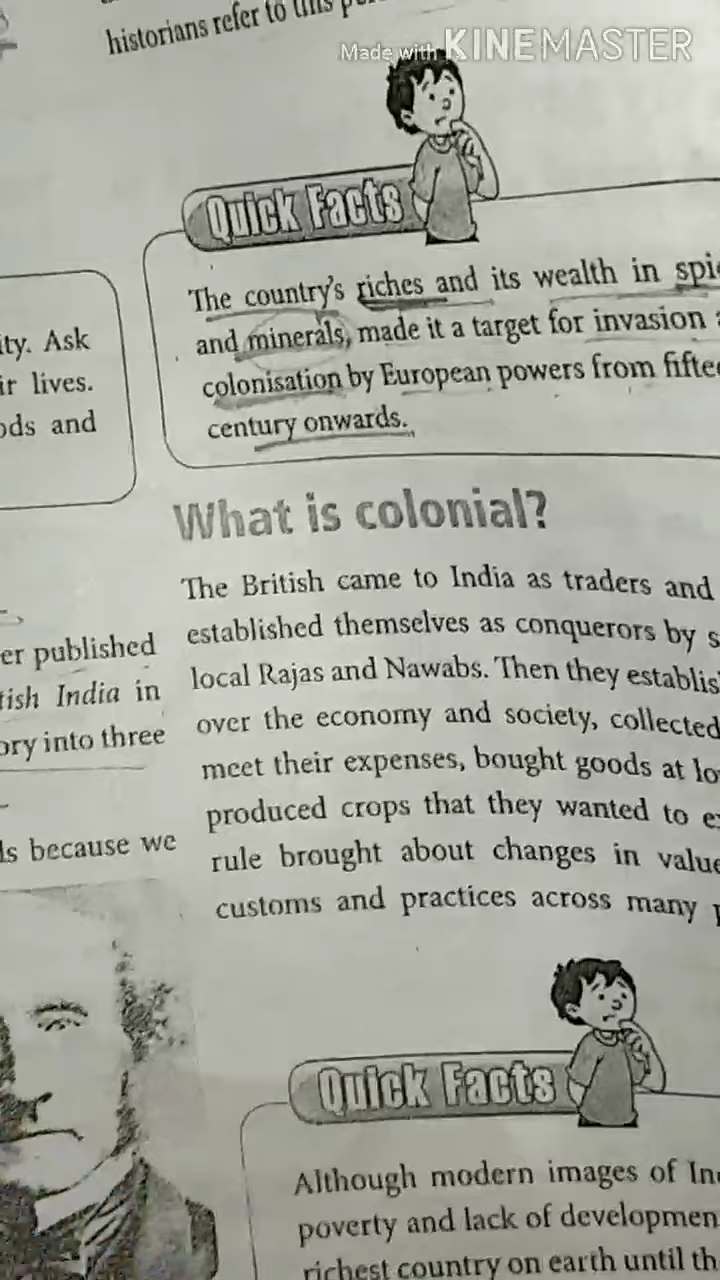 historians refer to this
Made with KINEMASTER
Quick Facts
The country's riches and its wealth in
and minerals, made it a target for invasion
colonisation by European powers from
century onwards.
ity. Ask
ir lives.
ods and
What is colonial?
The British came to India as traders and
established themselves as conquerors by
local Rajas and Nawabs. Then they
over the economy and society, collected
meet their expenses, bought goods at
produced crops that they wanted to
rule brought about changes in
customs and practices across many
er published
tish India in
ory into three
ls because we
Quick Facts
Although modern images of
poverty and lack of
richest country on earth until